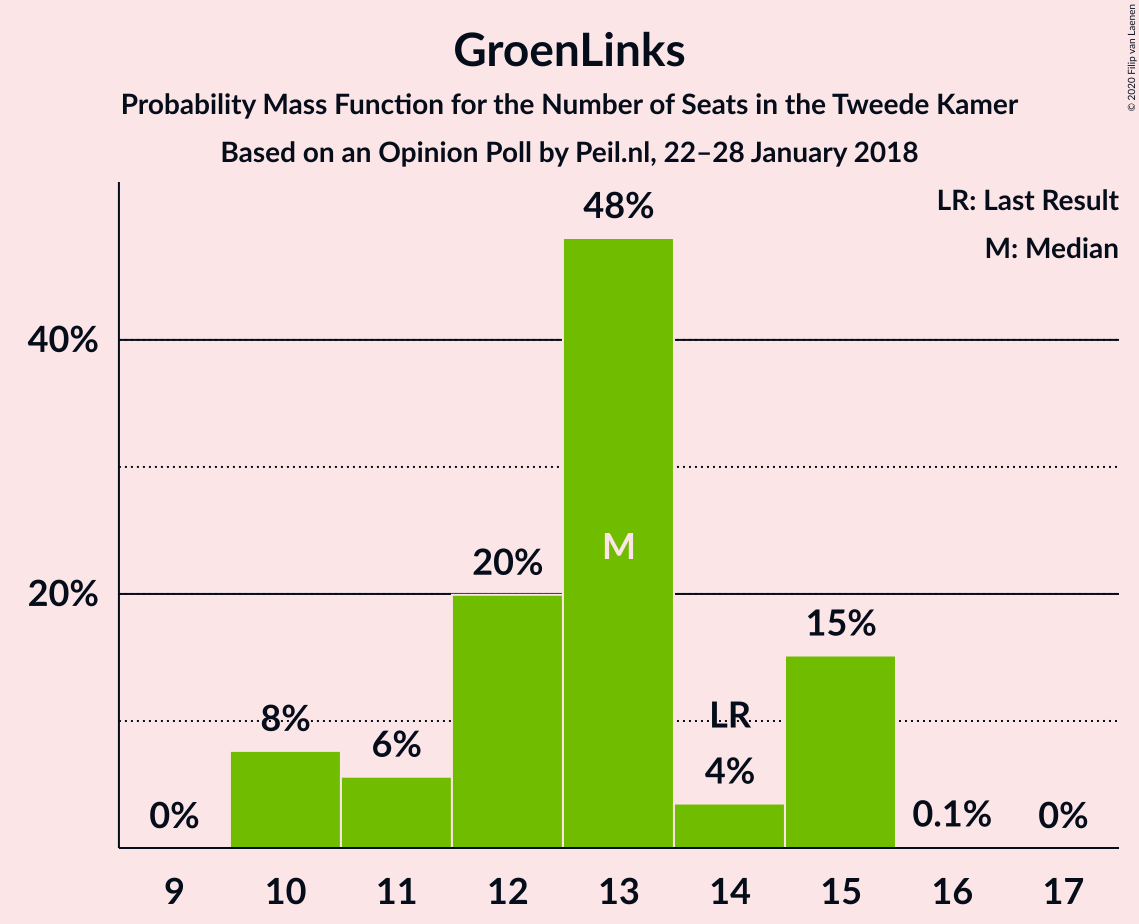 GroenLinks
Probability Mass Function for the Number of Seats in the Tweede Kamer
Based on an Opinion Poll by Peil.nl, 22–28 January 2018
© 2020 Filip van Laenen
LR: Last Result
M: Median
40%
20%
0%
8%
6%
20%
48%
M
LR
4%
15%
0.1%
0%
9 10 11 12 13 14 15 16 17